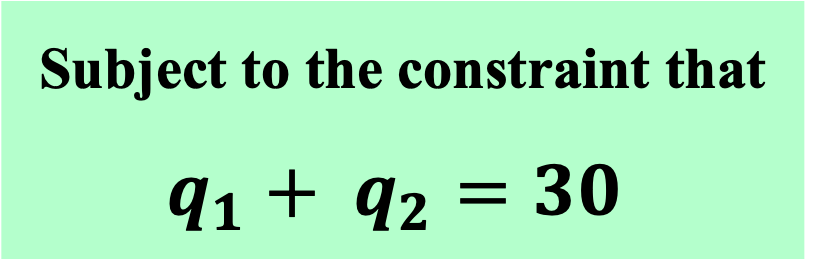 Subject to the constraint that
q₁ + q₂ = 30